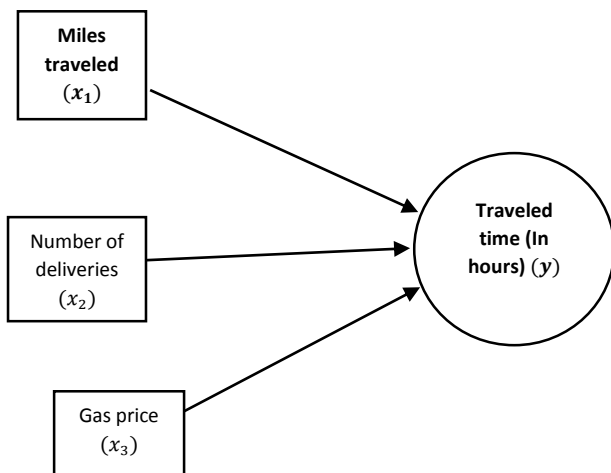 Miles
traveled
(x₁)
Number of
deliveries
(x₂)
Gas price
(x₃)
Traveled
time (In
hours) (y)